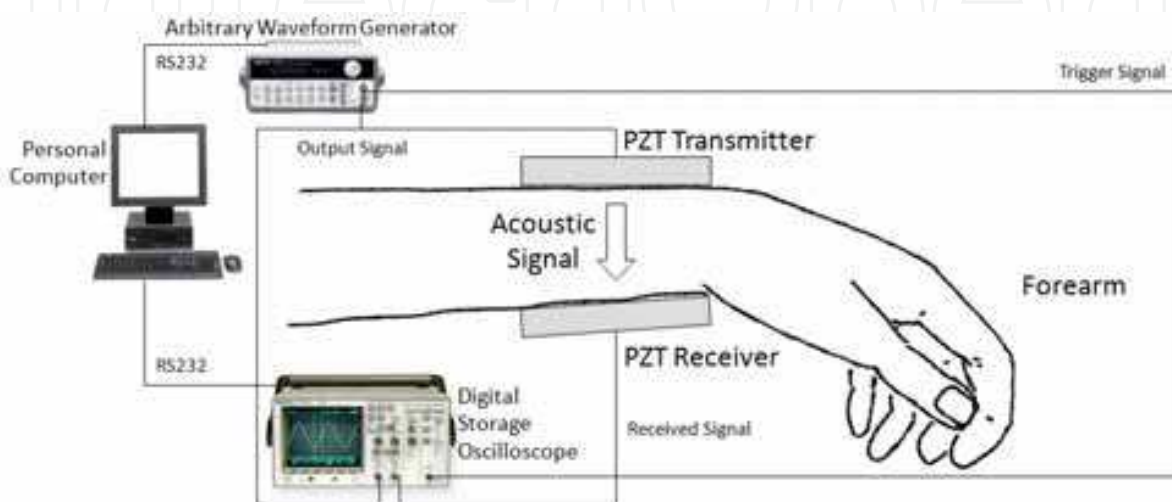 Arbitrary Waveform Generator
RS232
Trigger Signal
Personal
Computer
Output Signal
PZT Transmitter
Acoustic
Signal
Forearm
RS232
PZT Receiver
Digital
Storage
Oscilloscope
Received Signal